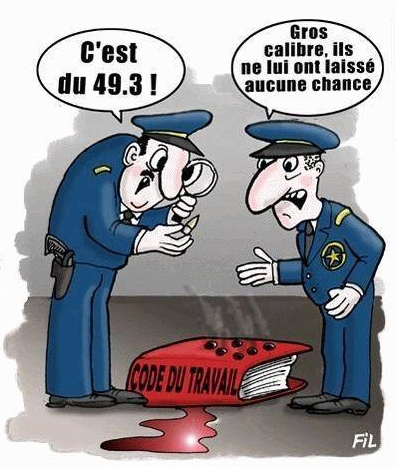 C'est
du 49.3 !
Gros
calibre, ils
ne lui ont laissé
aucune chance
CODE DU TRAVAIL
FiL